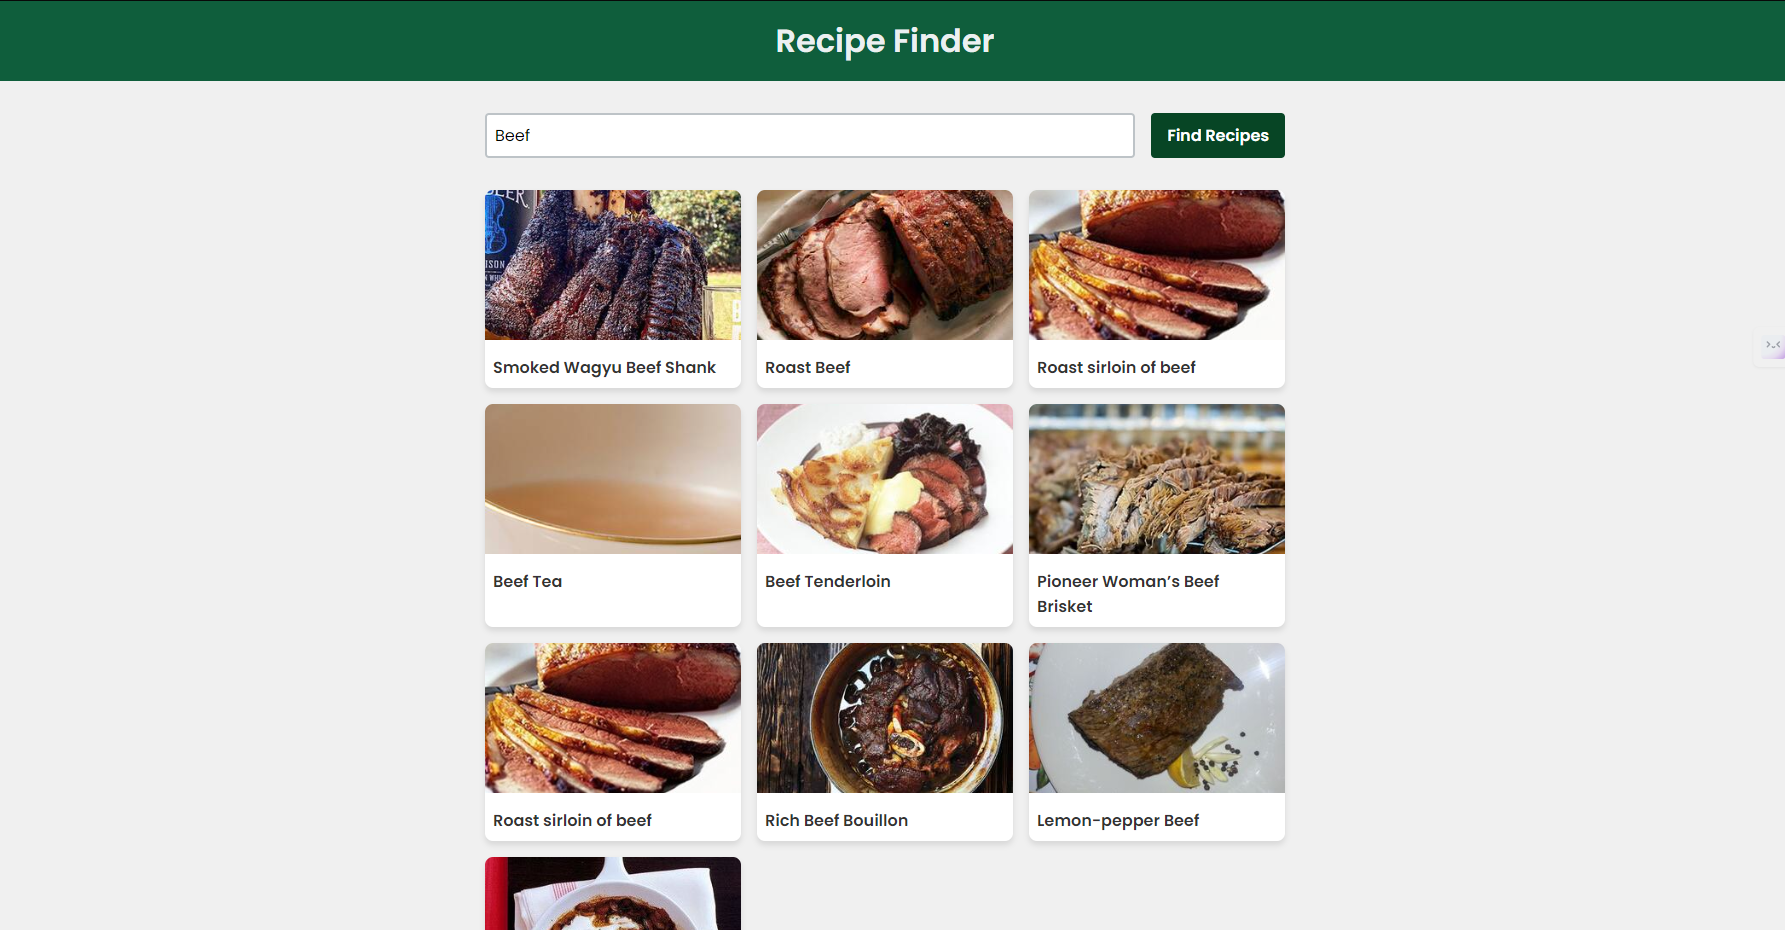 Recipe Finder
Beef
Find Recipes
Smoked Wagyu Beef Shank
Roast Beef
Roast sirloin of beef
Beef Tea
Beef Tenderloin
Pioneer Woman’s Beef
Brisket
Roast sirloin of beef
Rich Beef Bouillon
Lemon-pepper Beef